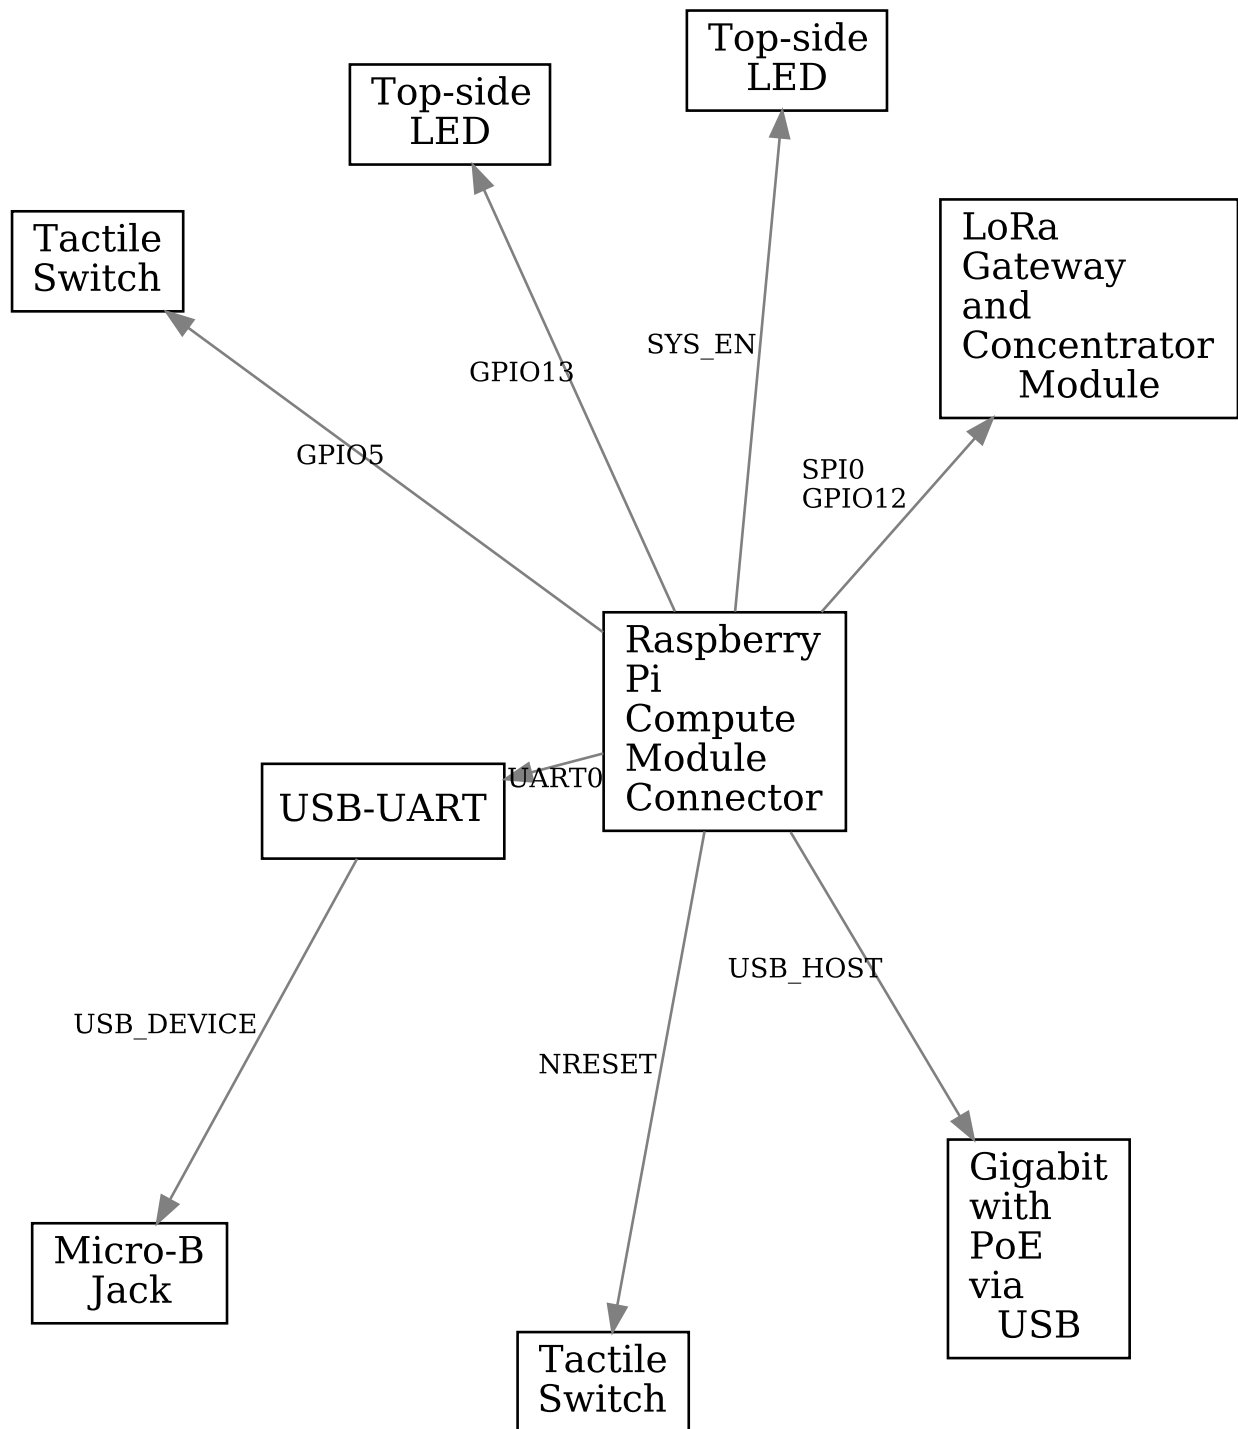 Top-side
LED
Top-side
LED
Tactile
Switch
LoRa
Gateway
and
Concentrator
Module
SYS_EN
GPIO13
GPIO5
SPI0
GPIO12
Raspberry
Pi
Compute
Module
Connector
UART0
USB-UART
USB_HOST
USB_DEVICE
NRESET
Gigabit
with
PoE
via
USB
Micro-B
Jack
Tactile
Switch